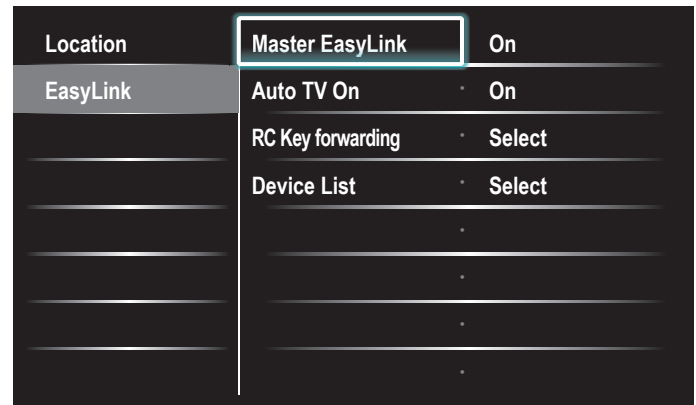 Location Master EasyLink On
EasyLink Auto TV On On
RC Key forwarding Select
Device List Select